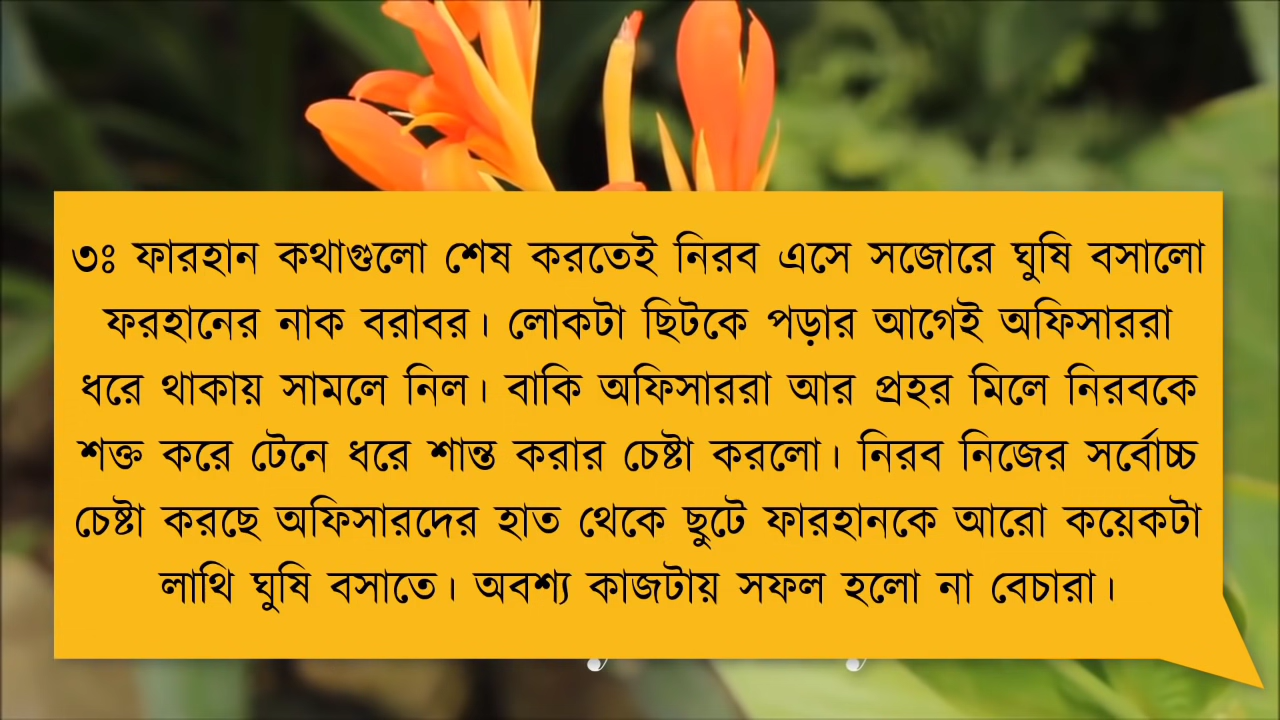 ৩ঃ ফারহান কথাগুলো শেষ করতেই নিরব এসে সজোরে ঘুষি বসালো
ফরহানের নাক বরাবর। লোকটা ছিটকে পড়ার আগেই অফিসাররা
ধরে থাকায় সামলে নিল। বাকি অফিসাররা আর প্রহর মিলে নিরবকে
শক্ত করে টেনে ধরে শান্ত করার চেষ্টা করলো। নিরব নিজের সর্বোচ্চ
চেষ্টা করছে অফিসারদের হাত থেকে ছুটে ফারহানকে আরো কয়েকটা
লাথি ঘুষি বসাতে। অবশ্য কাজটায় সফল হলো না বেচারা।